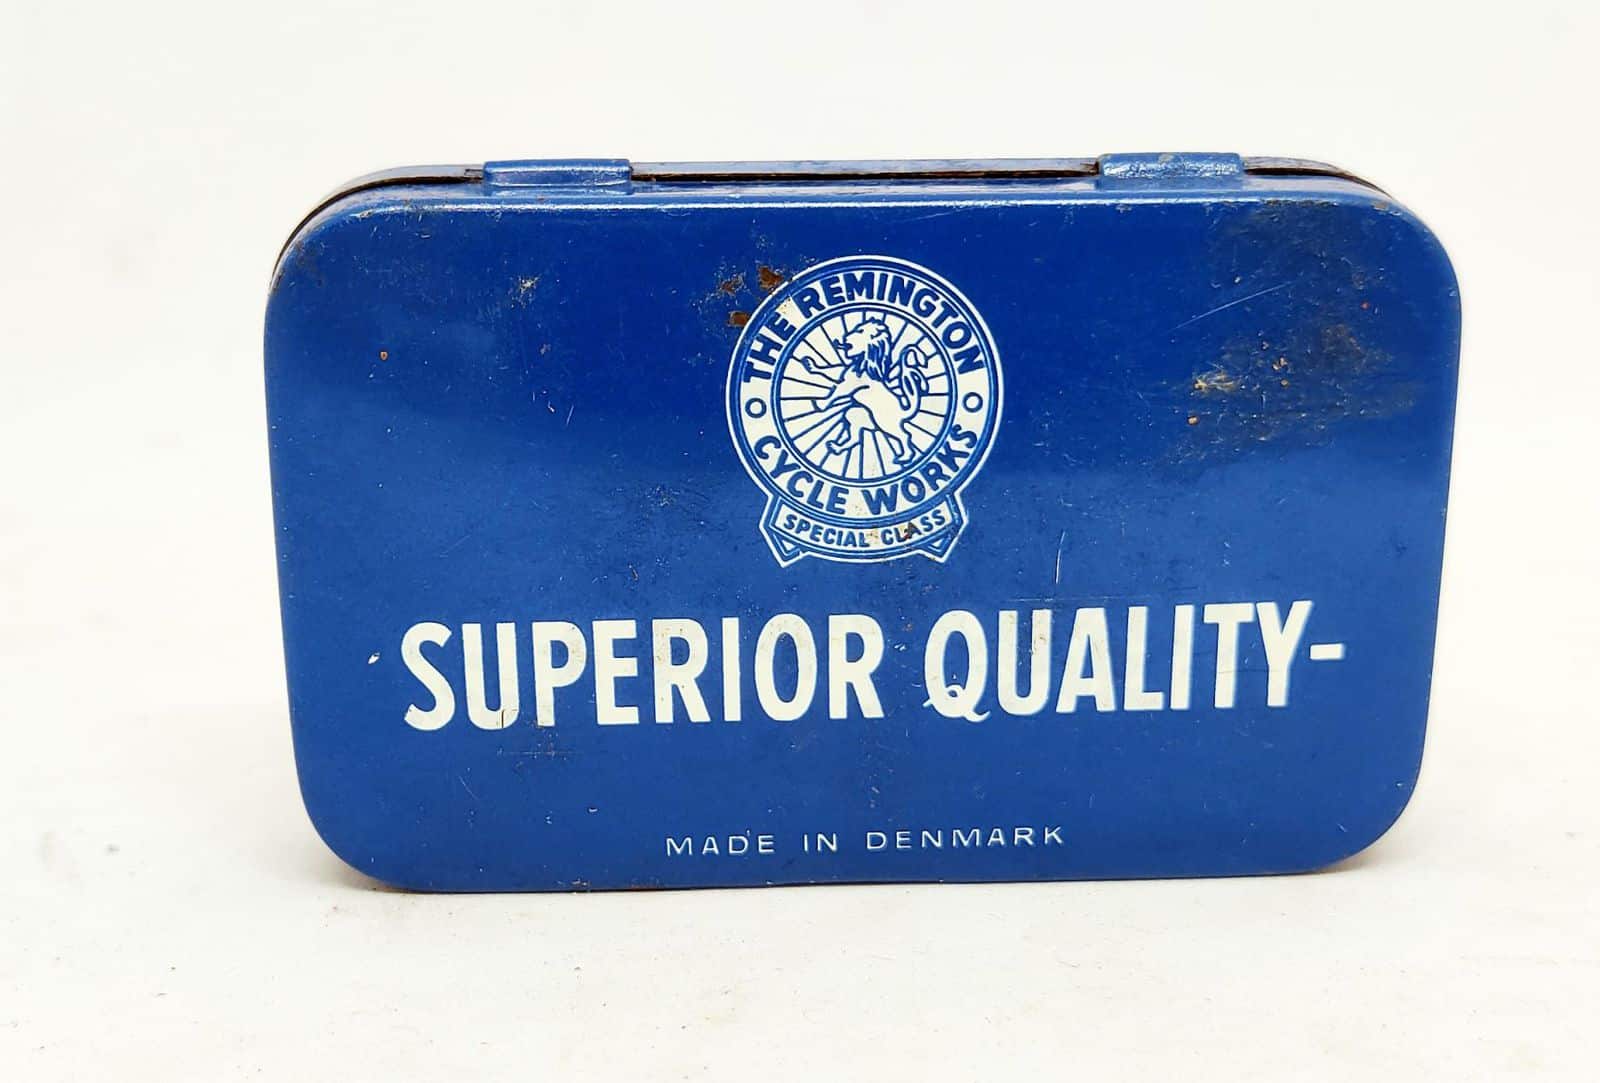 THE REMINGTON
CYCLE WORKS
SPECIAL CLASS
SUPERIOR QUALITY-
MADE IN DENMARK